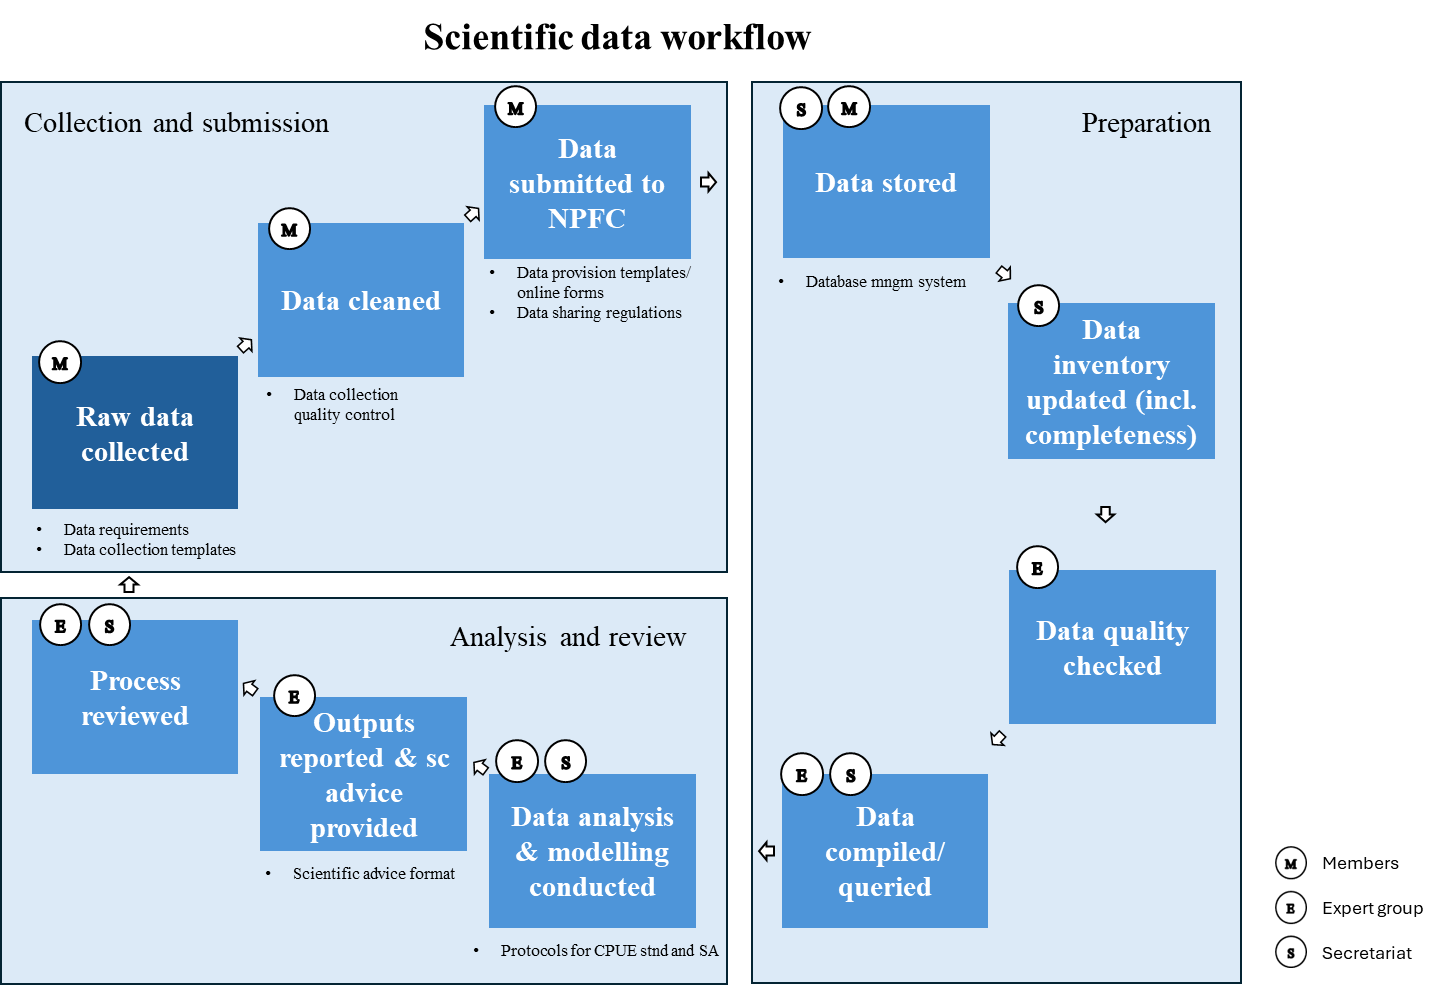 Scientific data workflow
Collection and submission
M
Data
submitted to
NPFC
• Data provision templates/
online forms
• Data sharing regulations
M
Data cleaned
• Data collection
quality control
M
Raw data
collected
• Data requirements
• Data collection templates
Preparation
S M
Data stored
• Database mngm system
S
Data
inventory
updated (incl.
completeness)
E
Data quality
checked
E S
Data
compiled/
queried
Analysis and review
E S
Data analysis
& modelling
conducted
• Protocols for CPUE stnd and SA
E
Outputs
reported & sc
advice
provided
• Scientific advice format
E S
Process
reviewed
M Members
E Expert group
S Secretariat